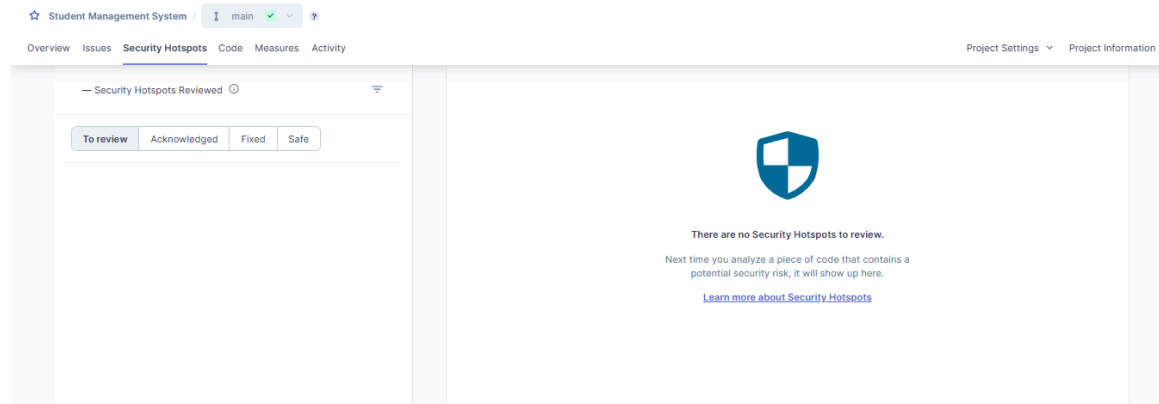 Student Management System / main ?
Overview Issues Security Hotspots Code Measures Activity Project Settings Project Information
— Security Hotspots Reviewed
To review Acknowledged Fixed Safe
There are no Security Hotspots to review.
Next time you analyze a piece of code that contains a
potential security risk, it will show up here.
Learn more about Security Hotspots